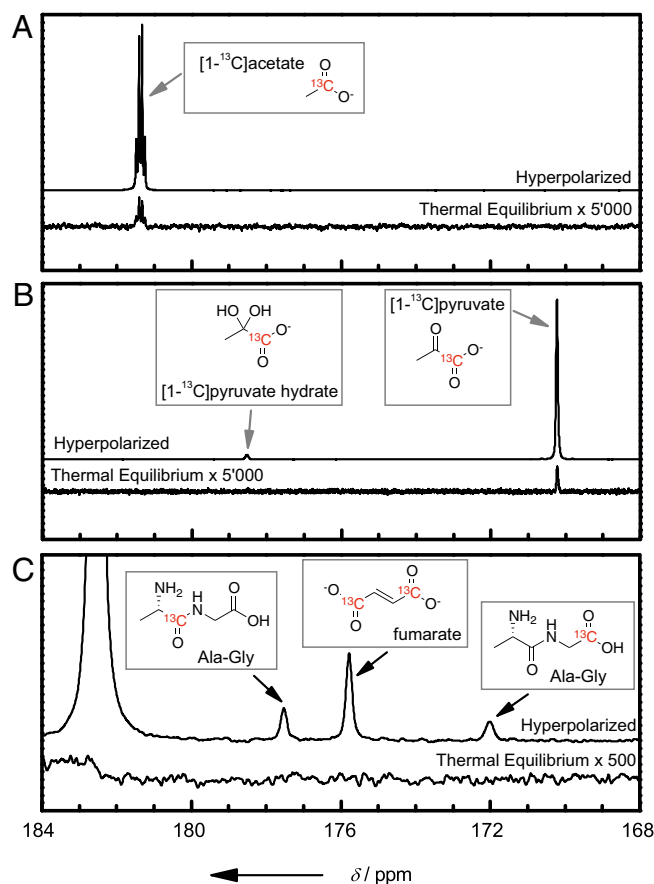 A
[1-¹³C]acetate
O
¹³C
O⁻
Hyperpolarized
Thermal Equilibrium x 5'000
B
HO OH
¹³C O⁻
O
[1-¹³C]pyruvate hydrate
[1-¹³C]pyruvate
O
¹³C O⁻
O
Hyperpolarized
Thermal Equilibrium x 5'000
C
NH₂ H N O
¹³C OH
O
Ala-Gly
⁻O ¹³C O
O ¹³C O⁻
fumarate
NH₂ H N O
¹³C OH
O
Ala-Gly
Hyperpolarized
Thermal Equilibrium x 500
184 180 176 172 168
δ / ppm